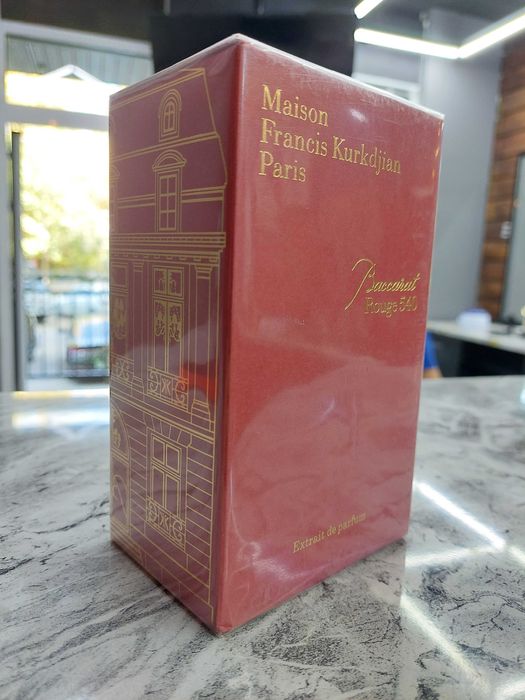 Maison
Francis Kurkdjian
Paris
Baccarat
Rouge 540
Extrait de parfum